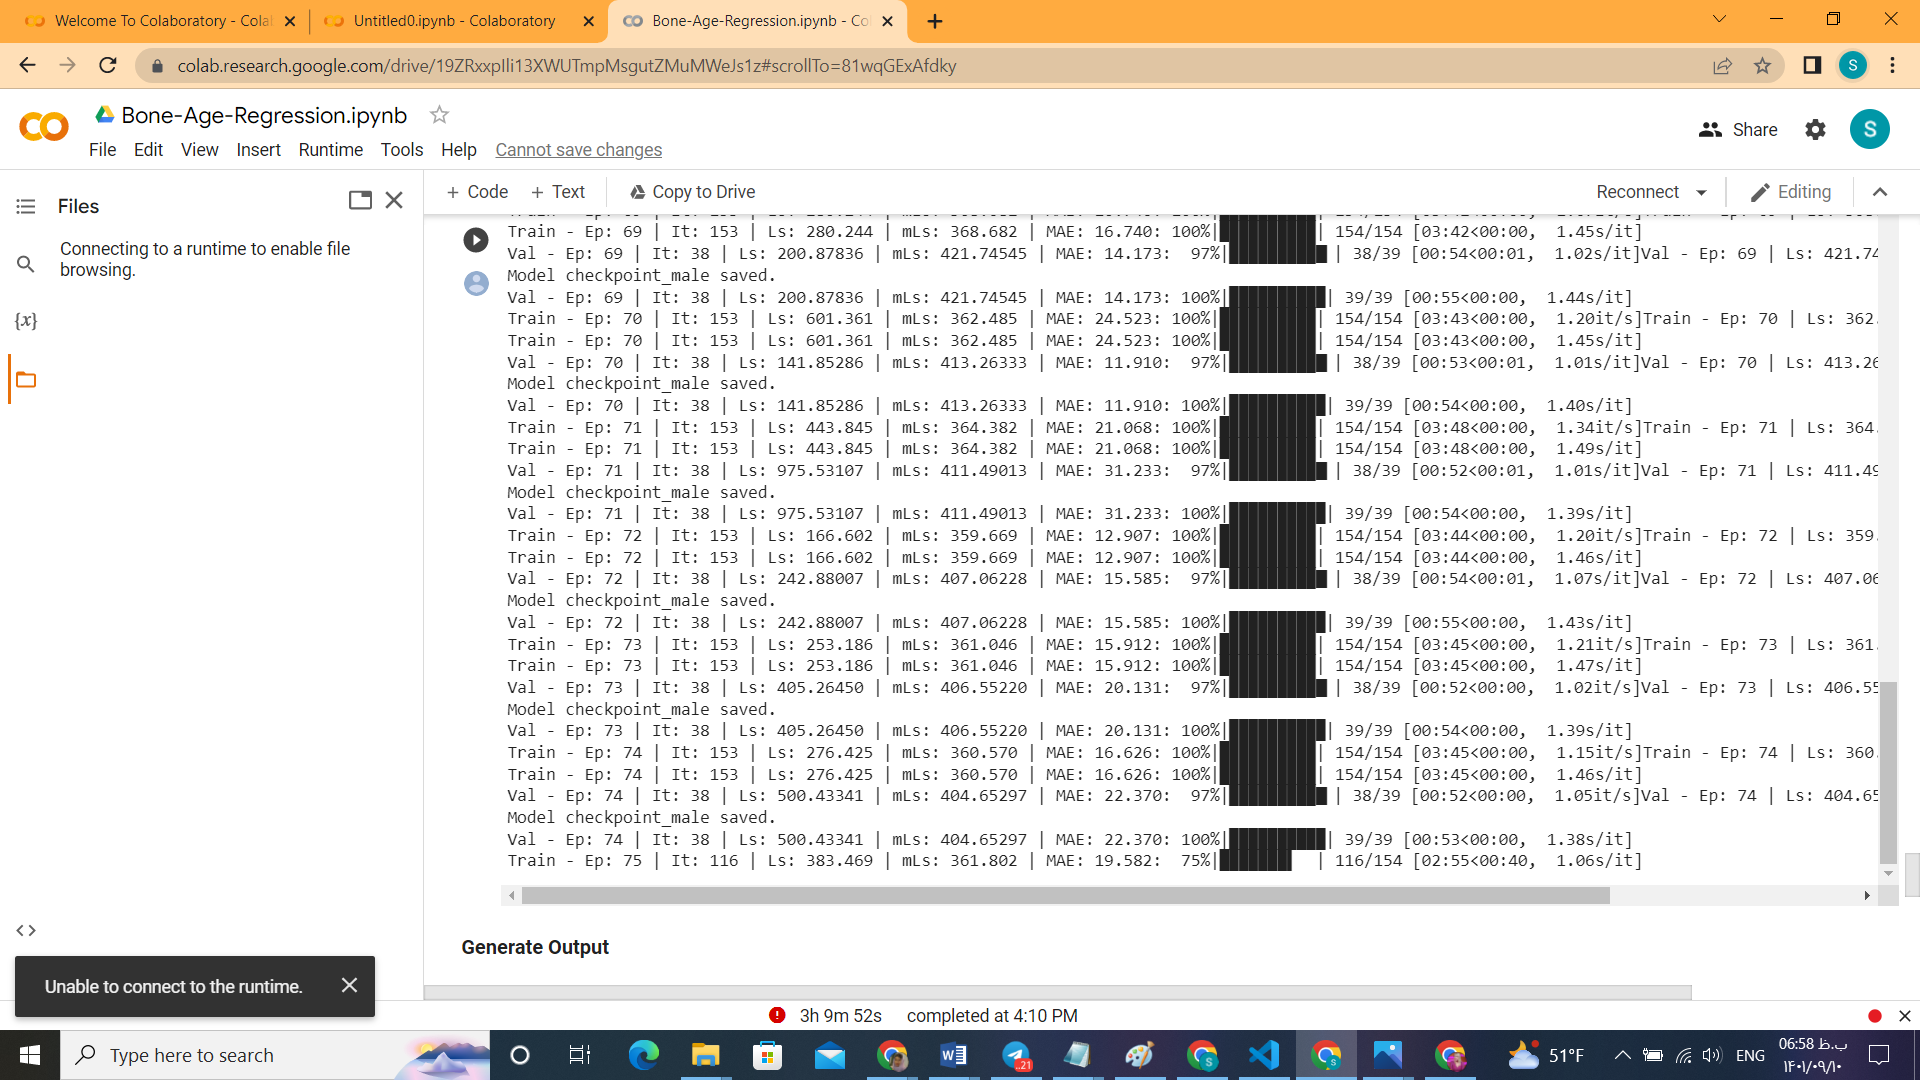 Welcome To Colaboratory - Cola
Untitled0.ipynb - Colaboratory
Bone-Age-Regression.ipynb - Co
colab.research.google.com/drive/19ZRxxpIli13XWUTmpMsgutZMuMWeJs1z#scrollTo=81wqGExAfdky
S
Bone-Age-Regression.ipynb
Share
S
File Edit View Insert Runtime Tools Help Cannot save changes
Files
+ Code + Text Copy to Drive
Reconnect
Editing
Connecting to a runtime to enable file
browsing.
{x}
Train - Ep: 69 | It: 153 | Ls: 280.244 | mLs: 368.682 | MAE: 16.740: 100%|██████████| 154/154 [03:42<00:00,  1.45s/it]
Val - Ep: 69 | It: 38 | Ls: 200.87836 | mLs: 421.74545 | MAE: 14.173:  97%|█████████▋| 38/39 [00:54<00:01,  1.02s/it]Val - Ep: 69 | Ls: 421.74
Model checkpoint_male saved.
Val - Ep: 69 | It: 38 | Ls: 200.87836 | mLs: 421.74545 | MAE: 14.173: 100%|██████████| 39/39 [00:55<00:00,  1.44s/it]
Train - Ep: 70 | It: 153 | Ls: 601.361 | mLs: 362.485 | MAE: 24.523: 100%|██████████| 154/154 [03:43<00:00,  1.20it/s]Train - Ep: 70 | Ls: 362.
Train - Ep: 70 | It: 153 | Ls: 601.361 | mLs: 362.485 | MAE: 24.523: 100%|██████████| 154/154 [03:43<00:00,  1.45s/it]
Val - Ep: 70 | It: 38 | Ls: 141.85286 | mLs: 413.26333 | MAE: 11.910:  97%|█████████▋| 38/39 [00:53<00:01,  1.01s/it]Val - Ep: 70 | Ls: 413.26
Model checkpoint_male saved.
Val - Ep: 70 | It: 38 | Ls: 141.85286 | mLs: 413.26333 | MAE: 11.910: 100%|██████████| 39/39 [00:54<00:00,  1.40s/it]
Train - Ep: 71 | It: 153 | Ls: 443.845 | mLs: 364.382 | MAE: 21.068: 100%|██████████| 154/154 [03:48<00:00,  1.34it/s]Train - Ep: 71 | Ls: 364.
Train - Ep: 71 | It: 153 | Ls: 443.845 | mLs: 364.382 | MAE: 21.068: 100%|██████████| 154/154 [03:48<00:00,  1.49s/it]
Val - Ep: 71 | It: 38 | Ls: 975.53107 | mLs: 411.49013 | MAE: 31.233:  97%|█████████▋| 38/39 [00:52<00:01,  1.01s/it]Val - Ep: 71 | Ls: 411.49
Model checkpoint_male saved.
Val - Ep: 71 | It: 38 | Ls: 975.53107 | mLs: 411.49013 | MAE: 31.233: 100%|██████████| 39/39 [00:54<00:00,  1.39s/it]
Train - Ep: 72 | It: 153 | Ls: 166.602 | mLs: 359.669 | MAE: 12.907: 100%|██████████| 154/154 [03:44<00:00,  1.20it/s]Train - Ep: 72 | Ls: 359.
Train - Ep: 72 | It: 153 | Ls: 166.602 | mLs: 359.669 | MAE: 12.907: 100%|██████████| 154/154 [03:44<00:00,  1.46s/it]
Val - Ep: 72 | It: 38 | Ls: 242.88007 | mLs: 407.06228 | MAE: 15.585:  97%|█████████▋| 38/39 [00:54<00:01,  1.07s/it]Val - Ep: 72 | Ls: 407.06
Model checkpoint_male saved.
Val - Ep: 72 | It: 38 | Ls: 242.88007 | mLs: 407.06228 | MAE: 15.585: 100%|██████████| 39/39 [00:55<00:00,  1.43s/it]
Train - Ep: 73 | It: 153 | Ls: 253.186 | mLs: 361.046 | MAE: 15.912: 100%|██████████| 154/154 [03:45<00:00,  1.21it/s]Train - Ep: 73 | Ls: 361.
Train - Ep: 73 | It: 153 | Ls: 253.186 | mLs: 361.046 | MAE: 15.912: 100%|██████████| 154/154 [03:45<00:00,  1.47s/it]
Val - Ep: 73 | It: 38 | Ls: 405.26450 | mLs: 406.55220 | MAE: 20.131:  97%|█████████▋| 38/39 [00:52<00:00,  1.02it/s]Val - Ep: 73 | Ls: 406.55
Model checkpoint_male saved.
Val - Ep: 73 | It: 38 | Ls: 405.26450 | mLs: 406.55220 | MAE: 20.131: 100%|██████████| 39/39 [00:54<00:00,  1.39s/it]
Train - Ep: 74 | It: 153 | Ls: 276.425 | mLs: 360.570 | MAE: 16.626: 100%|██████████| 154/154 [03:45<00:00,  1.15it/s]Train - Ep: 74 | Ls: 360.
Train - Ep: 74 | It: 153 | Ls: 276.425 | mLs: 360.570 | MAE: 16.626: 100%|██████████| 154/154 [03:45<00:00,  1.46s/it]
Val - Ep: 74 | It: 38 | Ls: 500.43341 | mLs: 404.65297 | MAE: 22.370:  97%|█████████▋| 38/39 [00:52<00:00,  1.05it/s]Val - Ep: 74 | Ls: 404.65
Model checkpoint_male saved.
Val - Ep: 74 | It: 38 | Ls: 500.43341 | mLs: 404.65297 | MAE: 22.370: 100%|██████████| 39/39 [00:53<00:00,  1.38s/it]
Train - Ep: 75 | It: 116 | Ls: 383.469 | mLs: 361.802 | MAE: 19.582:  75%|███████▌  | 116/154 [02:55<00:40,  1.06s/it]
Generate Output
Unable to connect to the runtime.
3h 9m 52s completed at 4:10 PM
Type here to search
..21
51°F
ENG
06:58 ب.ظ
۱۴۰۱/۰۹/۱۰